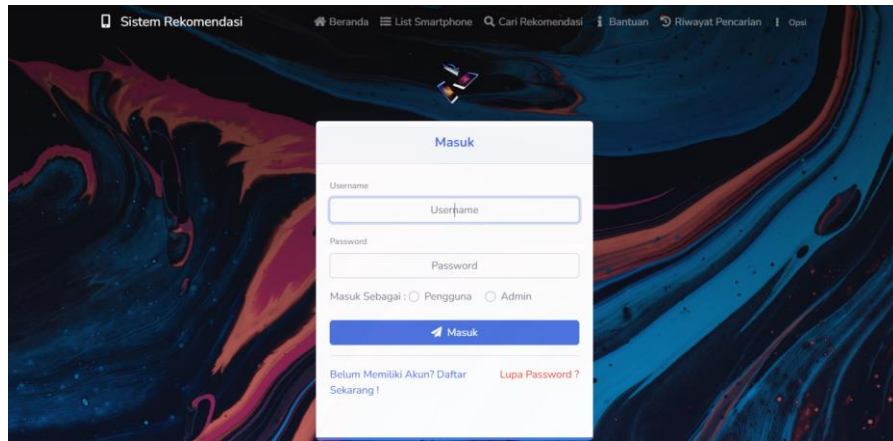 Sistem Rekomendasi Beranda List Smartphone Cari Rekomendasi Bantuan Riwayat Pencarian Opsi
Masuk
Username
Username
Password
Password
Masuk Sebagai : Pengguna Admin
Masuk
Belum Memiliki Akun? Daftar Lupa Password ?
Sekarang !